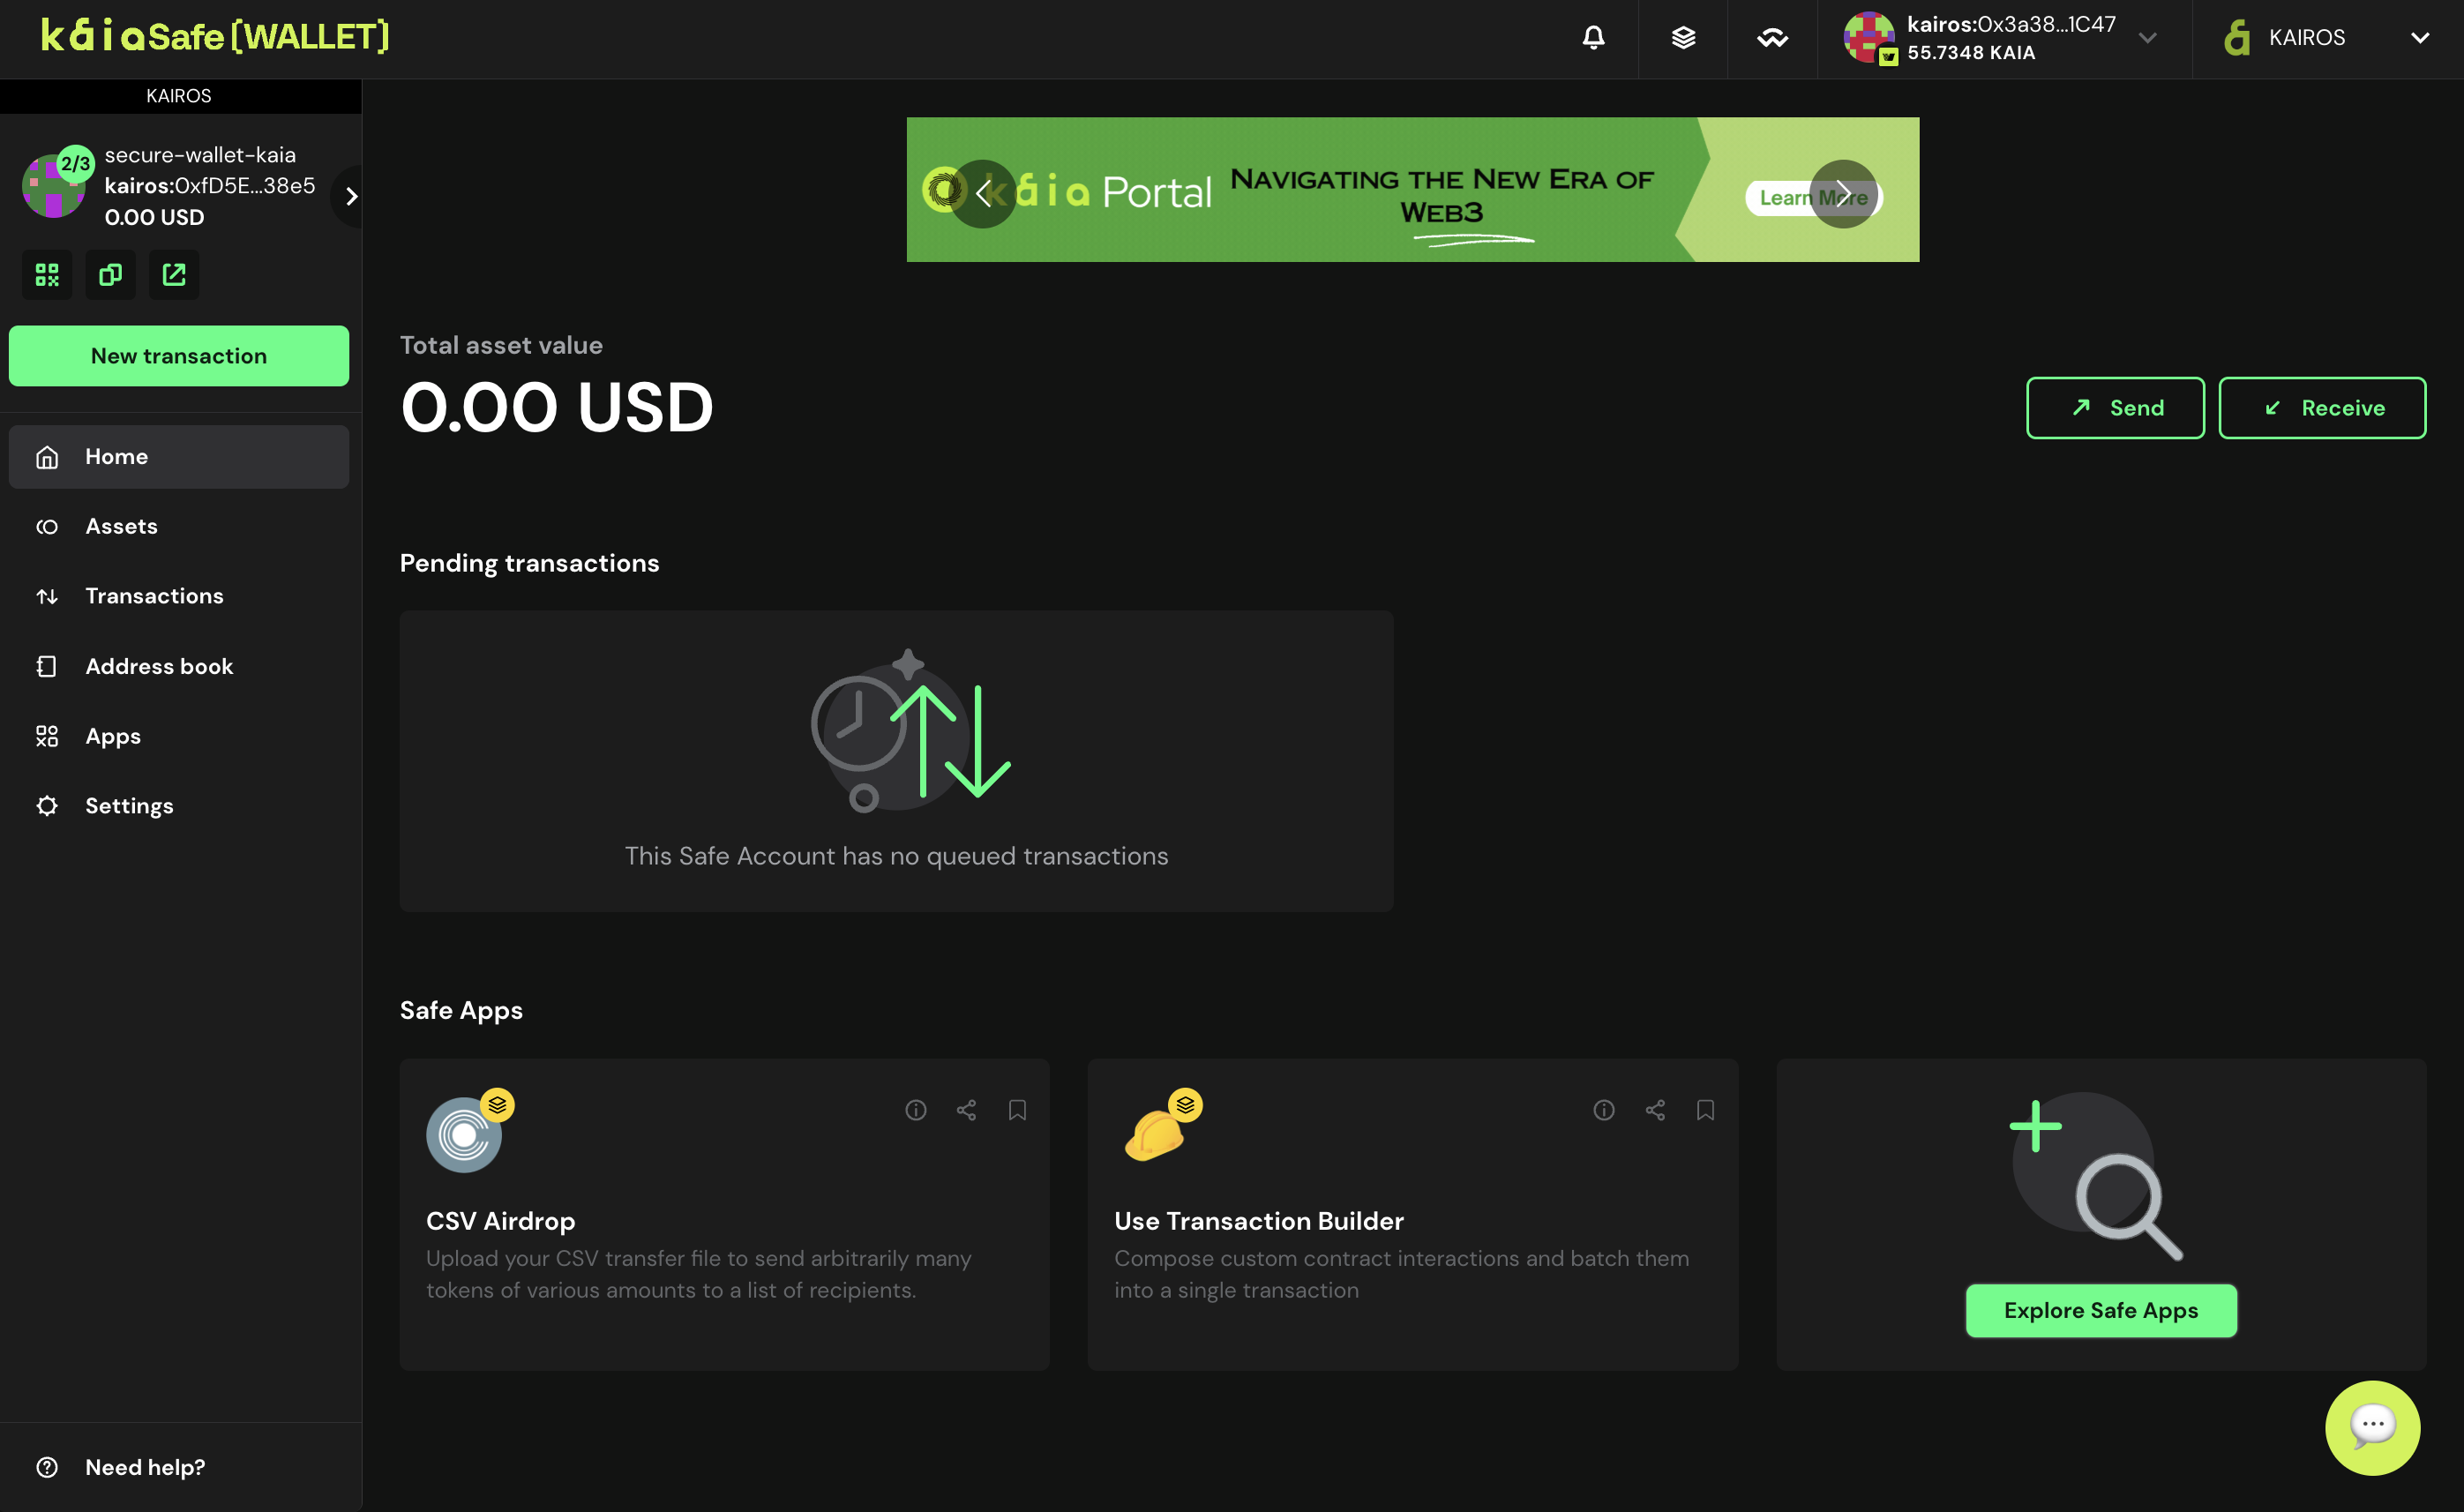 kaiaSafe [WALLET]
kairos:0x3a38...1C47
55.7348 KAIA
KAIROS
KAIROS
2/3
secure-wallet-kaia
kairos:0xfD5E...38e5
0.00 USD
New transaction
Home
Assets
Transactions
Address book
Apps
Settings
Need help?
kaia Portal
NAVIGATING THE NEW ERA OF
WEB3
Learn More
Total asset value
0.00 USD
Send
Receive
Pending transactions
This Safe Account has no queued transactions
Safe Apps
CSV Airdrop
Upload your CSV transfer file to send arbitrarily many
tokens of various amounts to a list of recipients.
Use Transaction Builder
Compose custom contract interactions and batch them
into a single transaction
Explore Safe Apps